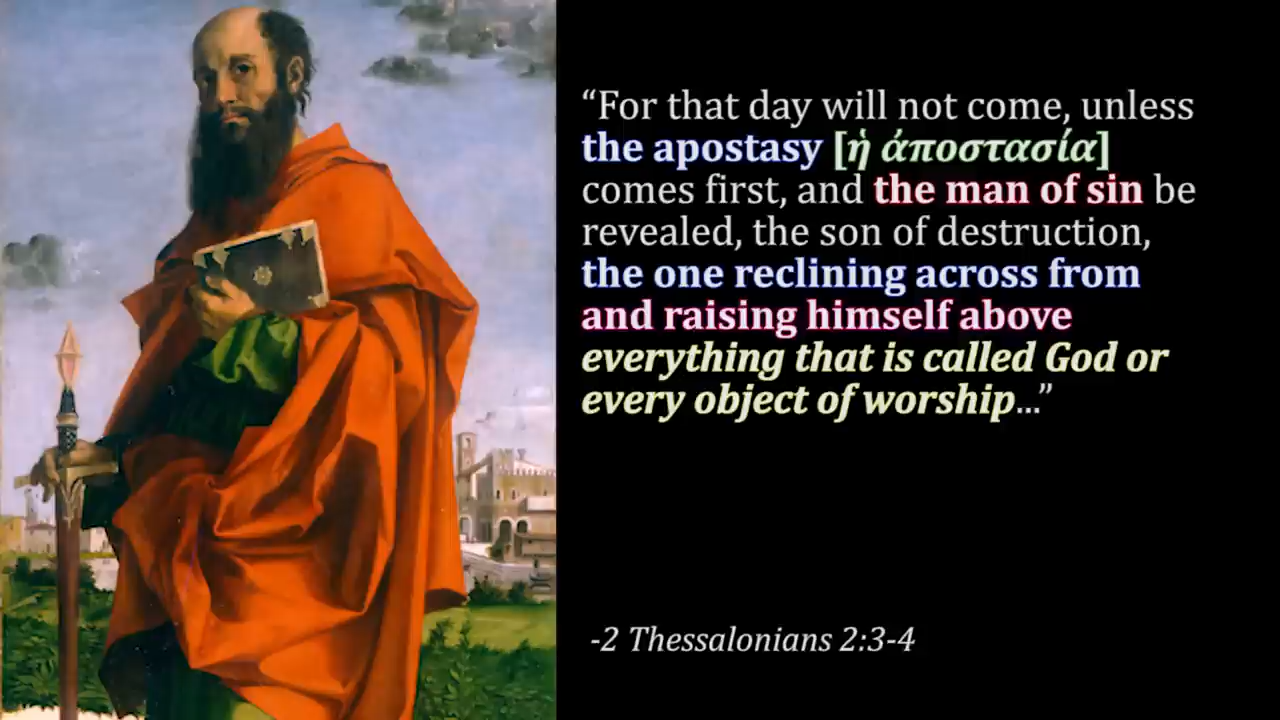 “For that day will not come, unless
the apostasy [ἡ ἀποστασία]
comes first, and the man of sin be
revealed, the son of destruction,
the one reclining across from
and raising himself above
everything that is called God or
every object of worship...”
-2 Thessalonians 2:3-4